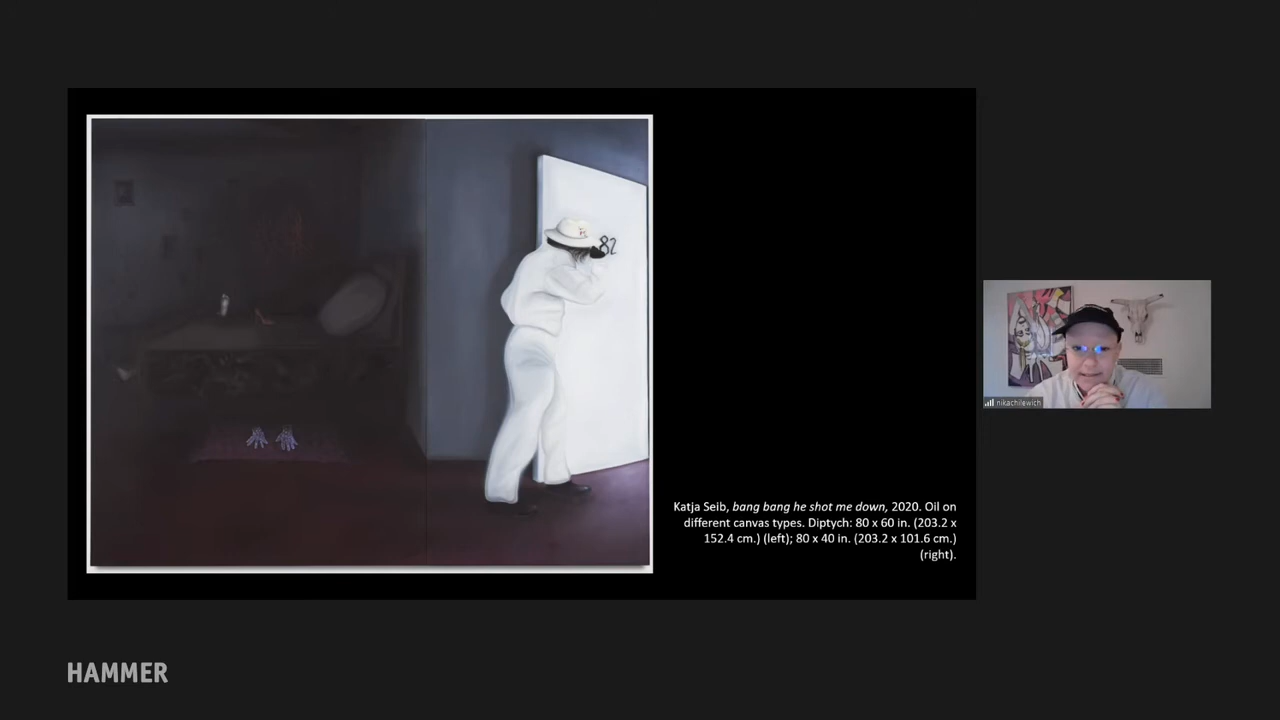 82
Katja Seib, bang bang he shot me down, 2020. Oil on
different canvas types. Diptych: 80 x 60 in. (203.2 x
152.4 cm.) (left); 80 x 40 in. (203.2 x 101.6 cm.)
(right).
nikachilewich
HAMMER